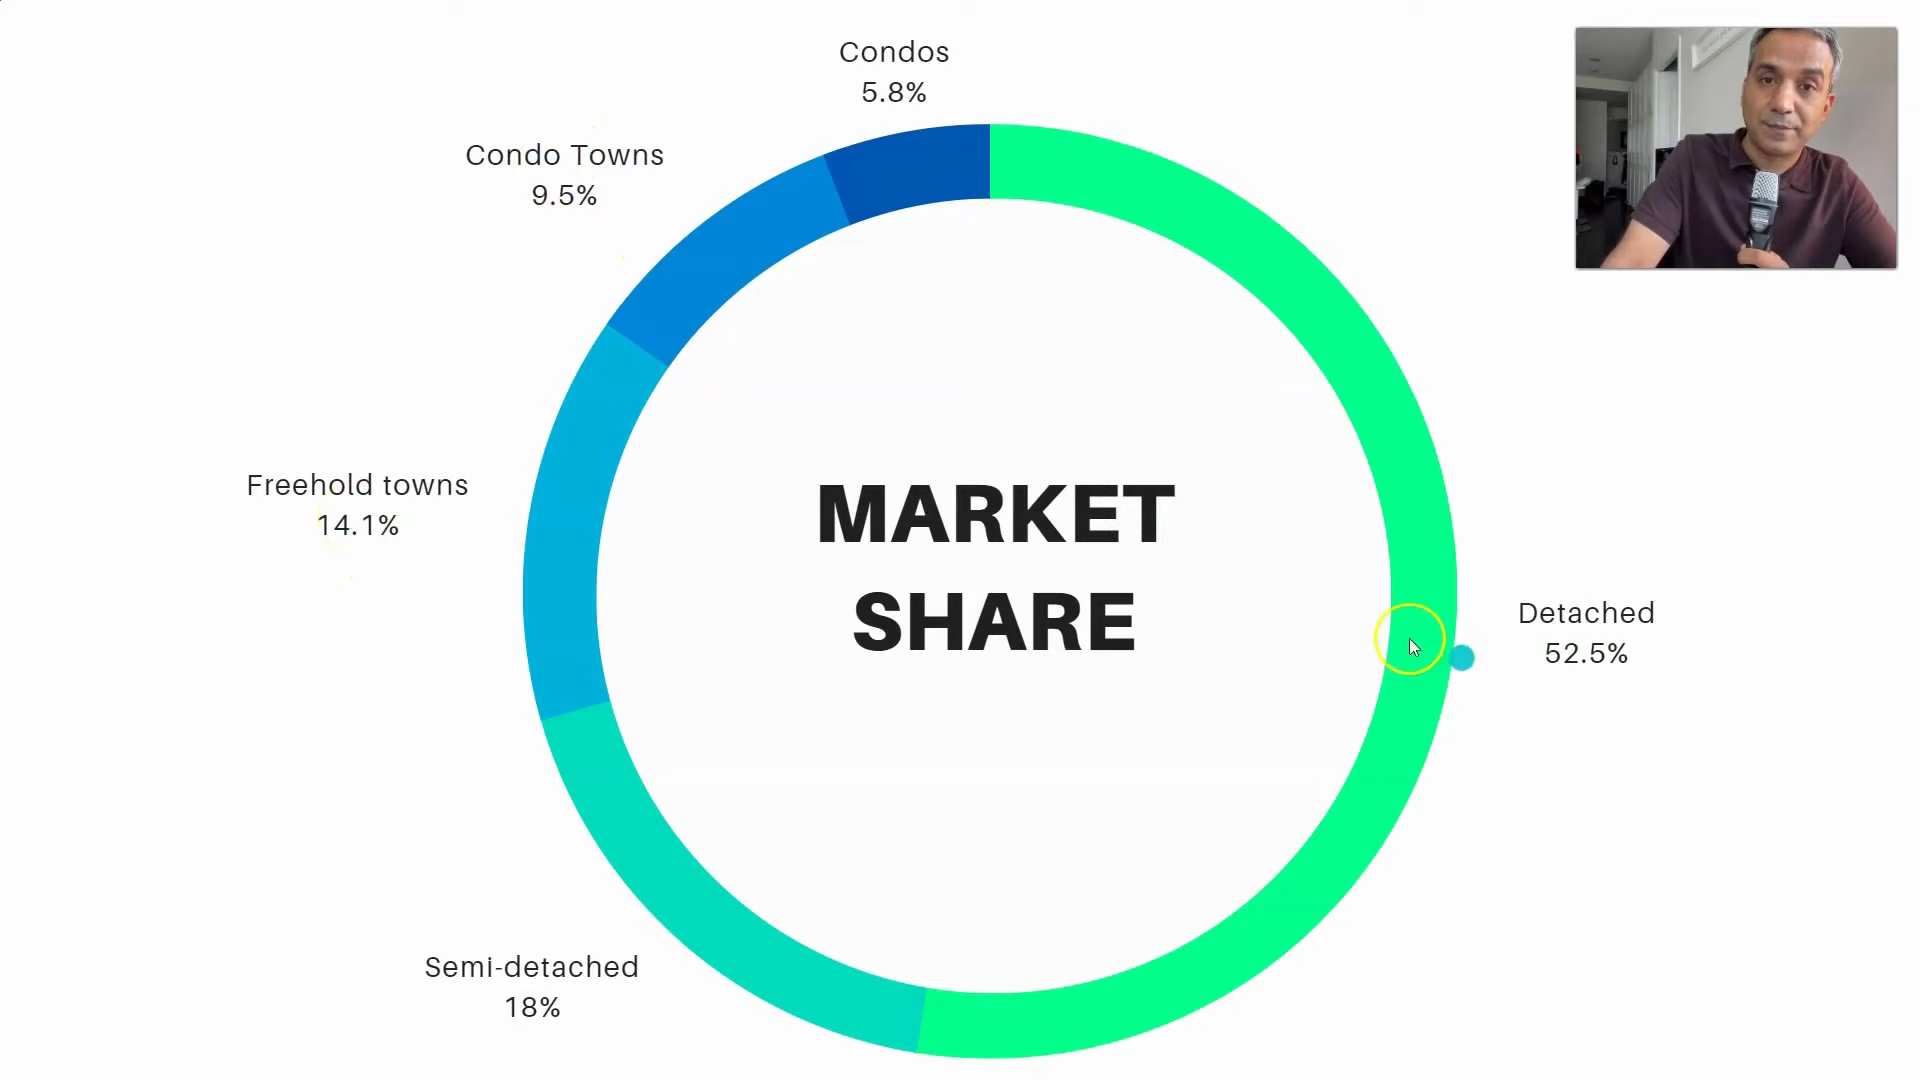 Condos
5.8%
Condo Towns
9.5%
Freehold towns
14.1%
MARKET
SHARE
Detached
52.5%
Semi-detached
18%